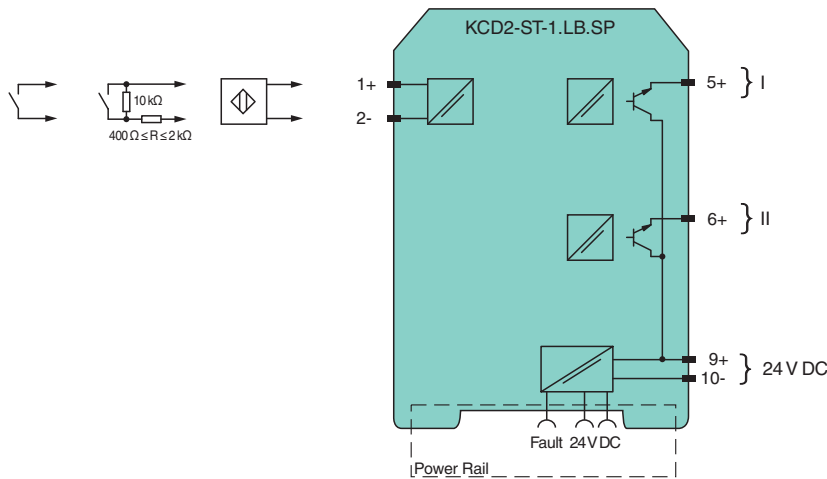 KCD2-ST-1.LB.SP
1+
2-
10 kΩ
400 Ω ≤ R ≤ 2 kΩ
5+
I
6+
II
9+
10-
24 V DC
Fault 24 V DC
Power Rail